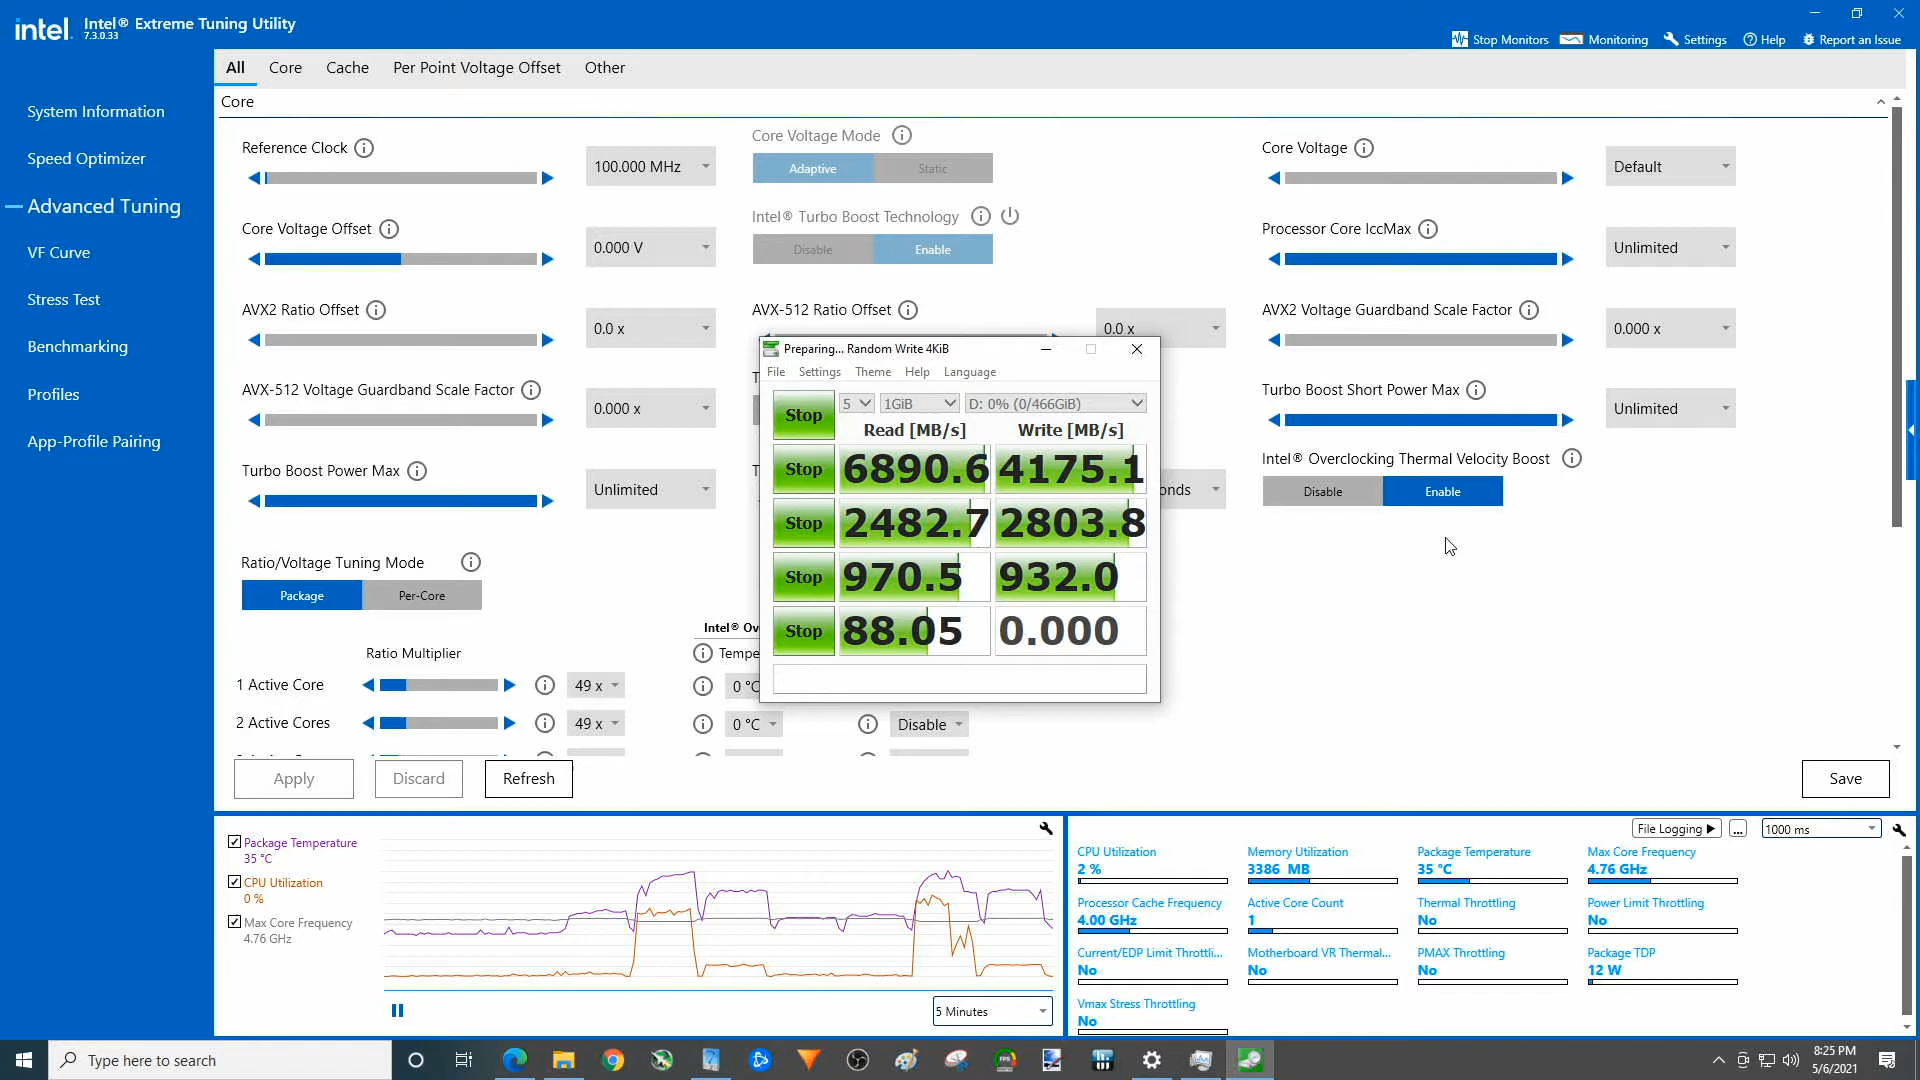 intel.
Intel® Extreme Tuning Utility
7.3.0.33
Stop Monitors
Monitoring
Settings
Help
Report an Issue
System Information
Speed Optimizer
Advanced Tuning
VF Curve
Stress Test
Benchmarking
Profiles
App-Profile Pairing
All
Core
Cache
Per Point Voltage Offset
Other
Core
Reference Clock
100.000 MHz
Core Voltage Mode
Adaptive
Static
Core Voltage
Default
Core Voltage Offset
0.000 V
Intel® Turbo Boost Technology
Disable
Enable
Processor Core IccMax
Unlimited
AVX2 Ratio Offset
0.0 x
AVX-512 Ratio Offset
0.0 x
AVX2 Voltage Guardband Scale Factor
0.000 x
AVX-512 Voltage Guardband Scale Factor
0.000 x
Turbo Boost Short Power Max
Unlimited
Turbo Boost Power Max
Unlimited
onds
Intel® Overclocking Thermal Velocity Boost
Disable
Enable
Ratio/Voltage Tuning Mode
Package
Per-Core
Preparing... Random Write 4KiB
File
Settings
Theme
Help
Language
Stop
5
1GiB
D: 0% (0/466GiB)
Read [MB/s]
Write [MB/s]
Stop
6890.6
4175.1
Stop
2482.7
2803.8
Stop
970.5
932.0
Stop
88.05
0.000
Intel® Ov
Ratio Multiplier
Tempe
1 Active Core
49 x
0 °C
2 Active Cores
49 x
0 °C
Disable
Apply
Discard
Refresh
Save
Package Temperature
35 °C
CPU Utilization
0 %
Max Core Frequency
4.76 GHz
5 Minutes
File Logging
...
1000 ms
CPU Utilization
2 %
Memory Utilization
3386 MB
Package Temperature
35 °C
Max Core Frequency
4.76 GHz
Processor Cache Frequency
4.00 GHz
Active Core Count
1
Thermal Throttling
No
Power Limit Throttling
No
Current/EDP Limit Throttli...
No
Motherboard VR Thermal...
No
PMAX Throttling
No
Package TDP
12 W
Vmax Stress Throttling
No
Type here to search
8:25 PM
5/6/2021